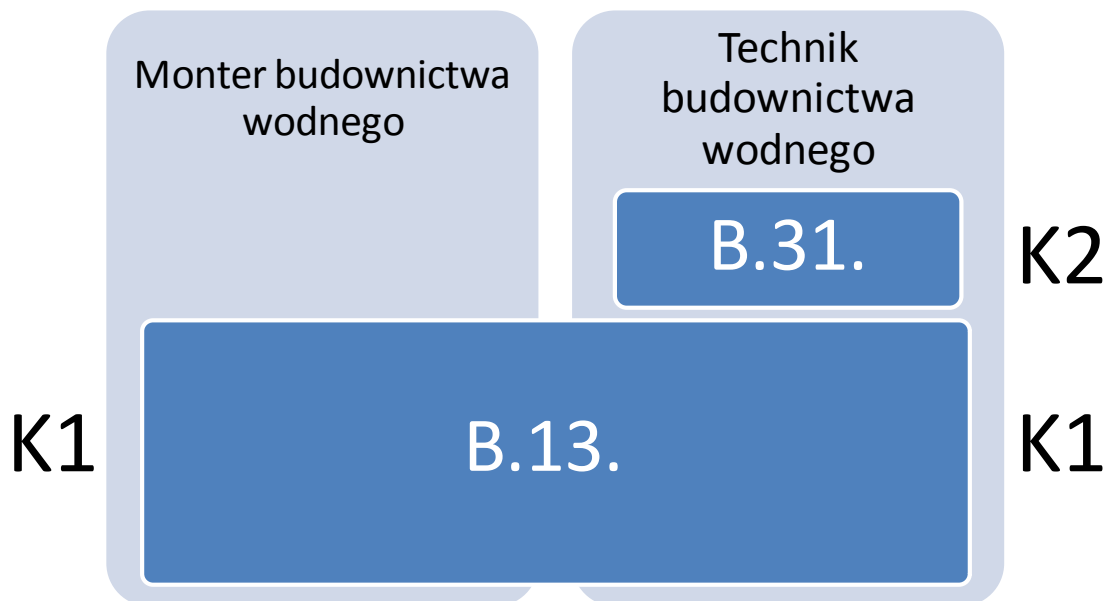 Monter budownictwa
wodnego
Technik
budownictwa
wodnego
B.31.
K2
K1
B.13.
K1